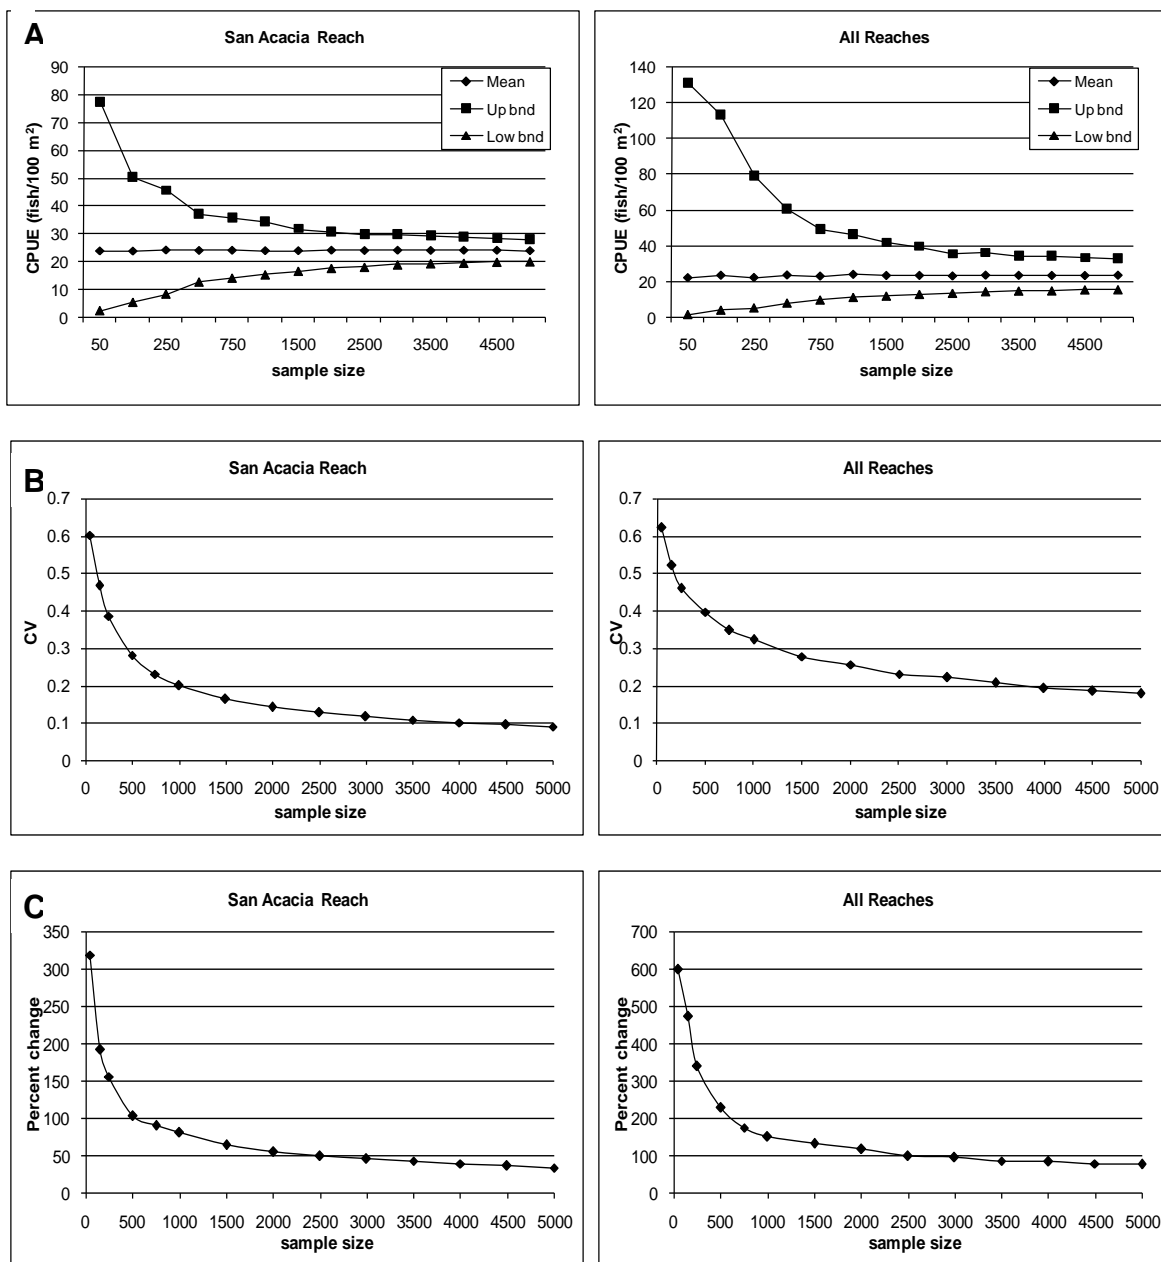 A
San Acacia Reach
CPUE (fish/100 m²)
90
80
70
60
50
40
30
20
10
0
Mean
Up bnd
Low bnd
50 250 750 1500 2500 3500 4500
sample size
All Reaches
CPUE (fish/100 m²)
140
120
100
80
60
40
20
0
Mean
Up bnd
Low bnd
50 250 750 1500 2500 3500 4500
sample size
B
San Acacia Reach
CV
0.7
0.6
0.5
0.4
0.3
0.2
0.1
0
0 500 1000 1500 2000 2500 3000 3500 4000 4500 5000
sample size
All Reaches
CV
0.7
0.6
0.5
0.4
0.3
0.2
0.1
0
0 500 1000 1500 2000 2500 3000 3500 4000 4500 5000
sample size
C
San Acacia Reach
Percent change
350
300
250
200
150
100
50
0
0 500 1000 1500 2000 2500 3000 3500 4000 4500 5000
sample size
All Reaches
Percent change
700
600
500
400
300
200
100
0
0 500 1000 1500 2000 2500 3000 3500 4000 4500 5000
sample size